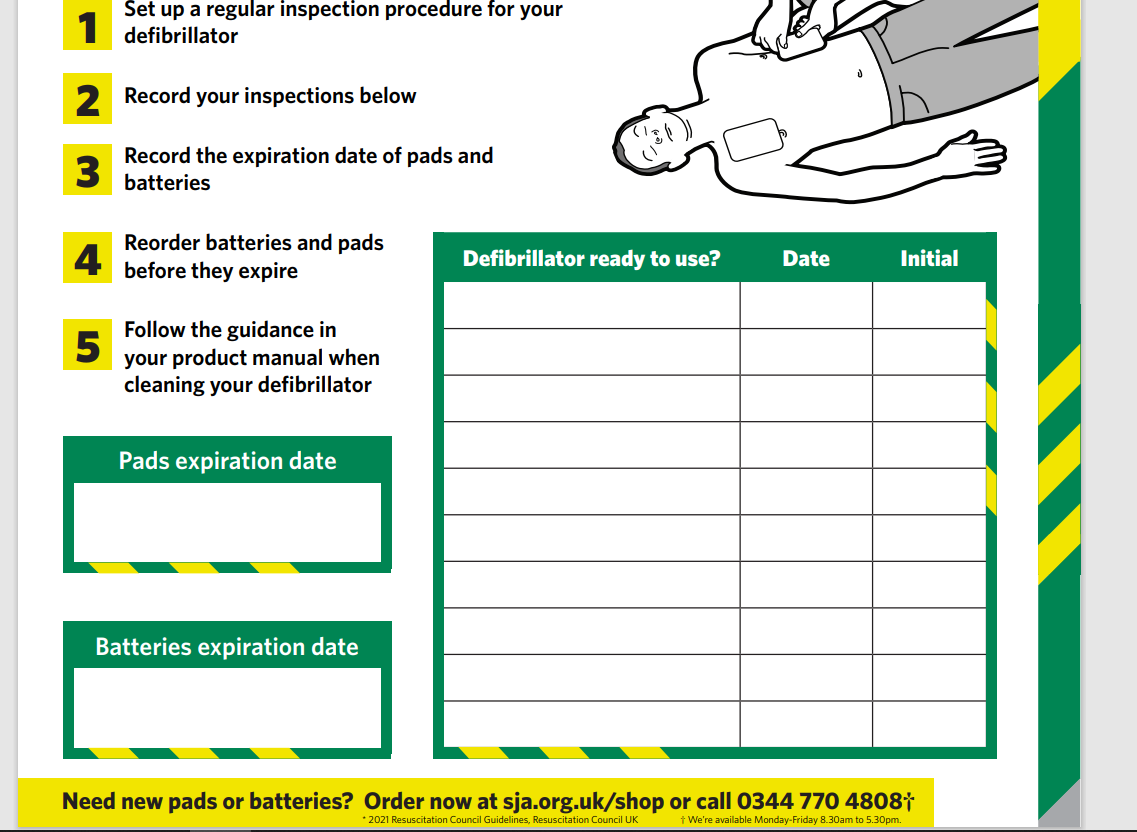 1
Set up a regular inspection procedure for your
defibrillator
2
Record your inspections below
3
Record the expiration date of pads and
batteries
4
Reorder batteries and pads
before they expire
5
Follow the guidance in
your product manual when
cleaning your defibrillator
Pads expiration date
Batteries expiration date
Defibrillator ready to use? Date Initial
Need new pads or batteries? Order now at sja.org.uk/shop or call 0344 770 4808†
* 2021 Resuscitation Council Guidelines, Resuscitation Council UK † We're available Monday-Friday 8.30am to 5.30pm.